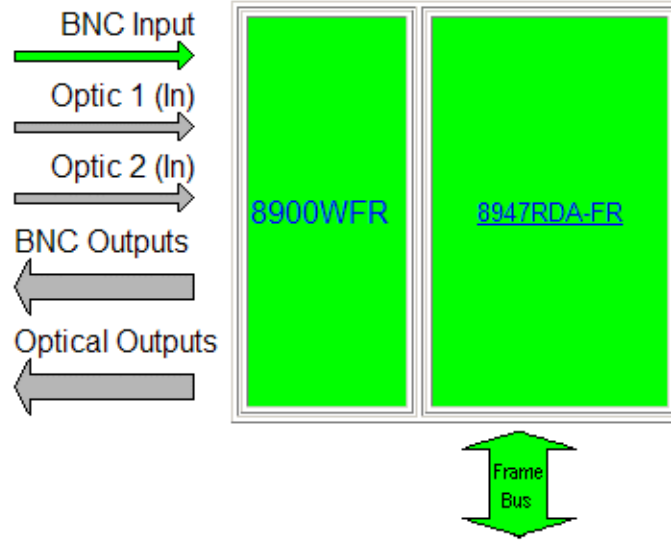 BNC Input
Optic 1 (In)
Optic 2 (In)
BNC Outputs
Optical Outputs
8900WFR
8947RDA-FR
Frame
Bus